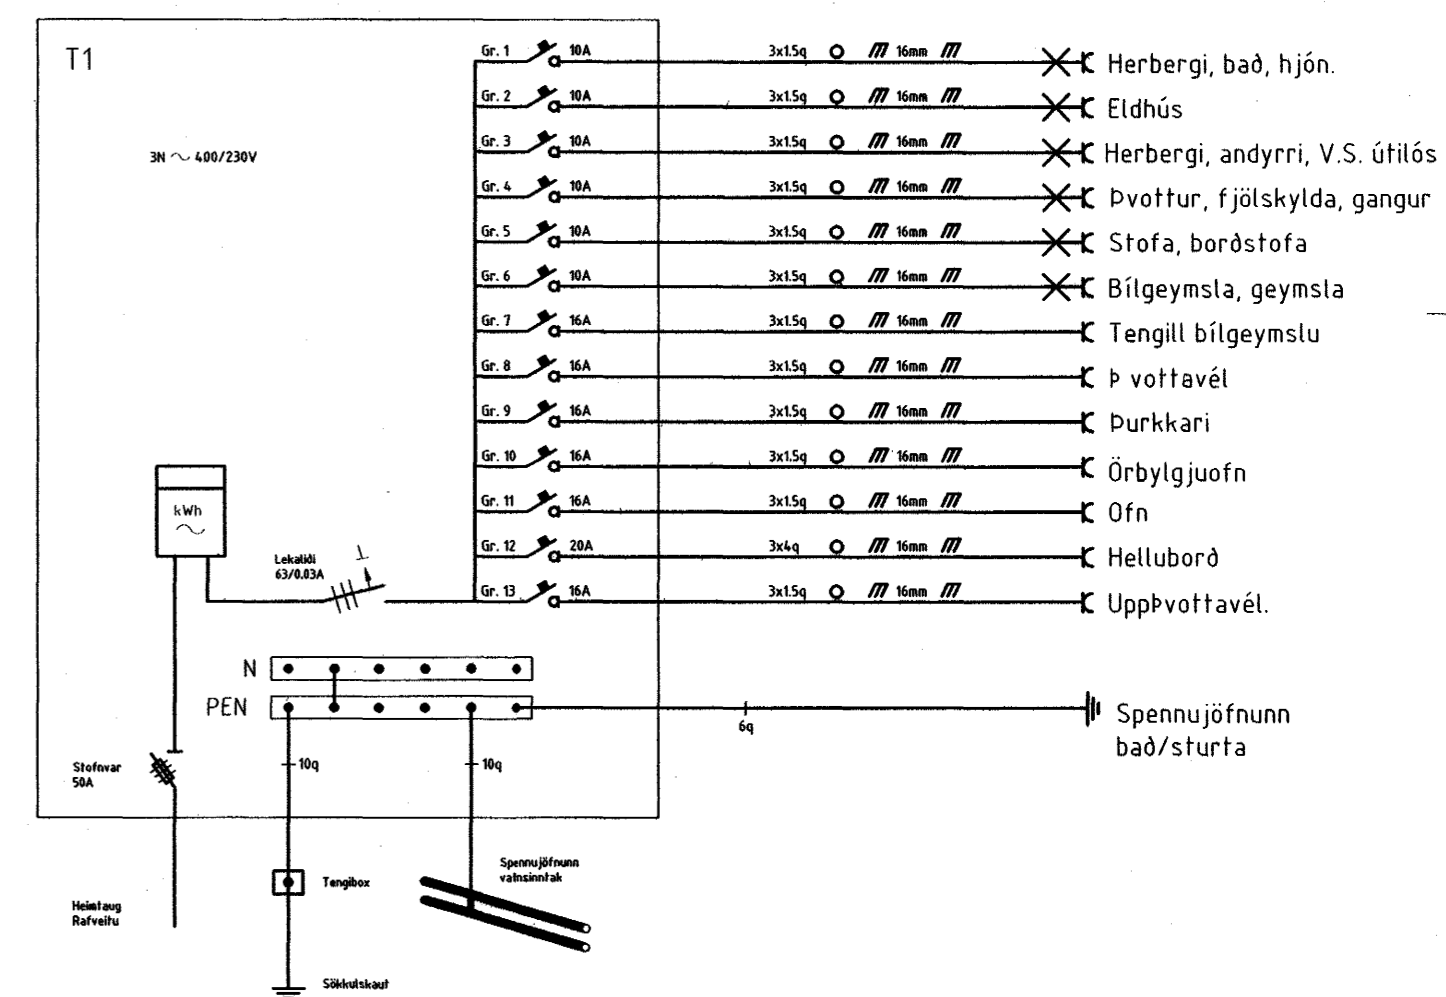 T1
3N ~ 400/230V
Gr. 1 10A 3x1.5q 16mm Herbergi, bað, hjón.
Gr. 2 10A 3x1.5q 16mm Eldhús
Gr. 3 10A 3x1.5q 16mm Herbergi, andyrri, V.S. útilós
Gr. 4 10A 3x1.5q 16mm Þvottur, fjölskylda, gangur
Gr. 5 10A 3x1.5q 16mm Stofa, borðstofa
Gr. 6 10A 3x1.5q 16mm Bílgeymsla, geymsla
Gr. 7 16A 3x1.5q 16mm Tengill bílgeymslu
Gr. 8 16A 3x1.5q 16mm Þ vottavél
Gr. 9 16A 3x1.5q 16mm Þurkkari
Gr. 10 16A 3x1.5q 16mm Örbylgjuofn
Gr. 11 16A 3x1.5q 16mm Ofn
Gr. 12 20A 3x4q 16mm Helluborð
Gr. 13 16A 3x1.5q 16mm UppÞvottavél.
kWh
~
Lekaliði
63/0.03A
N
PEN
6q
Spennujöfnunn
bað/sturta
Stofnvar
50A
10q
10q
Heimtaug
Rafveitu
Tengibox
Spennujöfnunn
vatnsinntak
Sökkulskaut